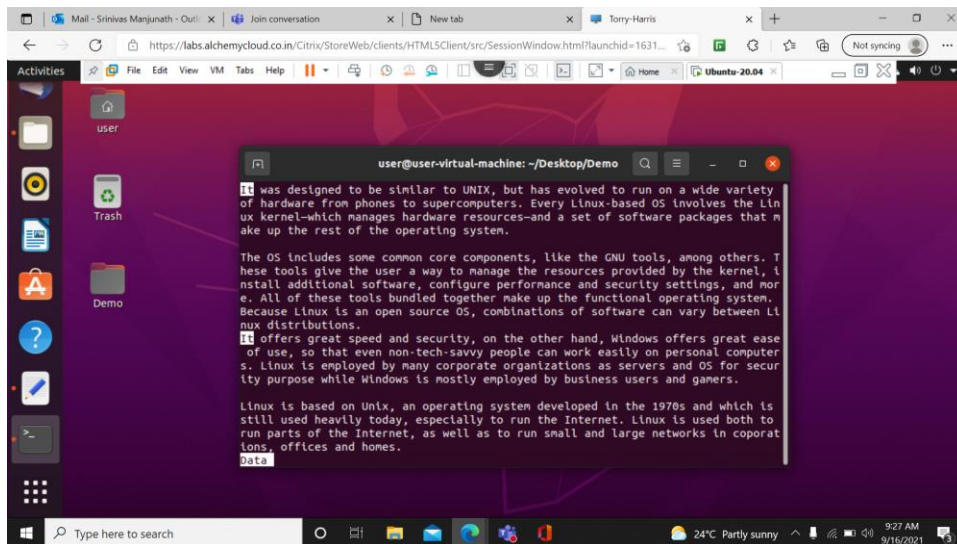 Mail - Srinivas Manjunath - Outl
Join conversation
New tab
Torry-Harris
https://labs.alchemycloud.co.in/Citrix/StoreWeb/clients/HTML5Client/src/SessionWindow.html?launchid=1631...
Not syncing
Activities
File Edit View VM Tabs Help
Home
Ubuntu-20.04
user
Trash
Demo
user@user-virtual-machine: ~/Desktop/Demo
It was designed to be similar to UNIX, but has evolved to run on a wide variety
of hardware from phones to supercomputers. Every Linux-based OS involves the Lin
ux kernel—which manages hardware resources—and a set of software packages that m
ake up the rest of the operating system.
The OS includes some common core components, like the GNU tools, among others. T
hese tools give the user a way to manage the resources provided by the kernel, i
nstall additional software, configure performance and security settings, and mor
e. All of these tools bundled together make up the functional operating system.
Because Linux is an open source OS, combinations of software can vary between Li
nux distributions.
It offers great speed and security, on the other hand, Windows offers great ease
of use, so that even non-tech-savvy people can work easily on personal computer
s. Linux is employed by many corporate organizations as servers and OS for secur
ity purpose while Windows is mostly employed by business users and gamers.
Linux is based on Unix, an operating system developed in the 1970s and which is
still used heavily today, especially to run the Internet. Linux is used both to
run parts of the Internet, as well as to run small and large networks in coporat
ions, offices and homes.
Data
Type here to search
24°C Partly sunny
9:27 AM
9/16/2021